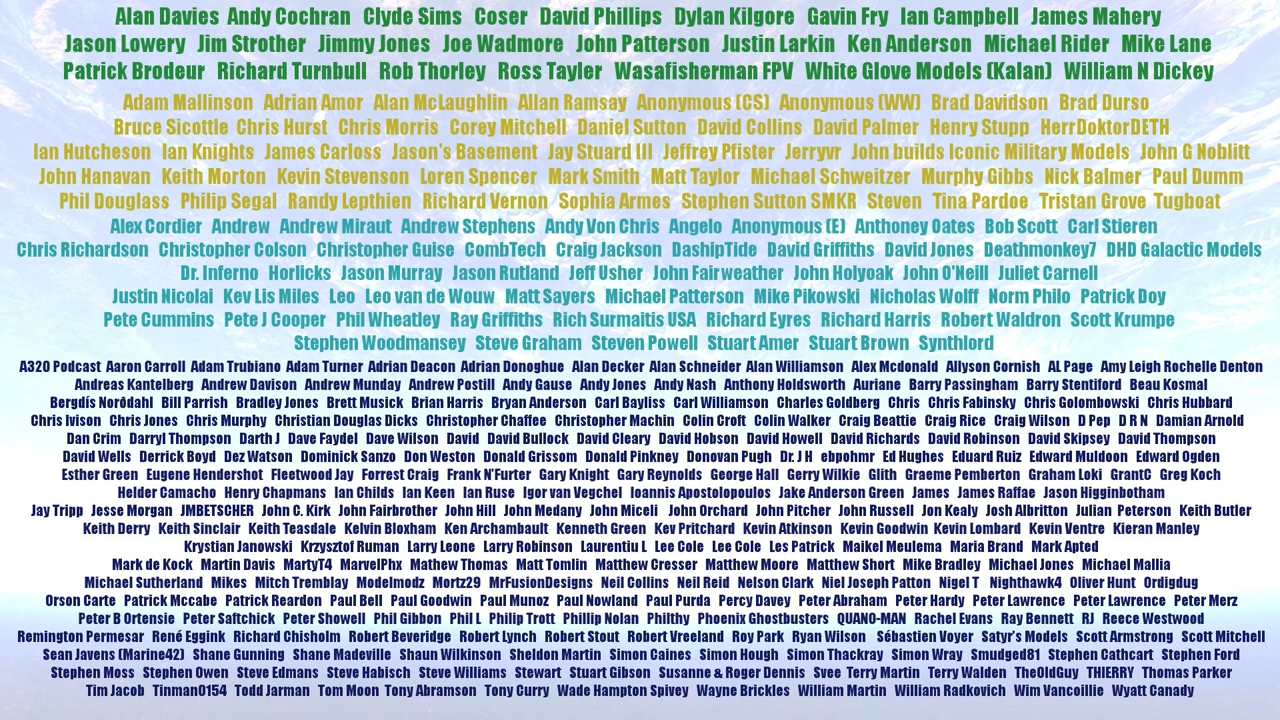 Alan Davies Andy Cochran Clyde Sims Coser David Phillips Dylan Kilgore Gavin Fry Ian Campbell James Mahery
Jason Lowery Jim Strother Jimmy Jones Joe Wadmore John Patterson Justin Larkin Ken Anderson Michael Rider Mike Lane
Patrick Brodeur Richard Turnbull Rob Thorley Ross Tayler Wasafisherman FPV White Glove Models (Kalan) William N Dickey
Adam Mallinson Adrian Amor Alan McLaughlin Allan Ramsay Anonymous (CS) Anonymous (WW) Brad Davidson Brad Durso
Bruce Sicottle Chris Hurst Chris Morris Corey Mitchell Daniel Sutton David Collins David Palmer Henry Stupp HerrDoktorDETH
Ian Hutcheson Ian Knights James Carloss Jason's Basement Jay Stuard III Jeffrey Pfister Jerryvr John builds Iconic Military Models John G Noblitt
John Hanavan Keith Morton Kevin Stevenson Loren Spencer Mark Smith Matt Taylor Michael Schweitzer Murphy Gibbs Nick Balmer Paul Dumm
Phil Douglass Philip Segal Randy Lepthien Richard Vernon Sophia Armes Stephen Sutton SMKR Steven Tina Pardoe Tristan Grove Tugboat
Alex Cordier Andrew Andrew Miraut Andrew Stephens Andy Von Chris Angelo Anonymous (E) Anthoney Oates Bob Scott Carl Stieren
Chris Richardson Christopher Colson Christopher Guise CombTech Craig Jackson DashipTide David Griffiths David Jones Deathmonkey7 DHD Galactic Models
Dr. Inferno Horlicks Jason Murray Jason Rutland Jeff Usher John Fairweather John Holyoak John O'Neill Juliet Carnell
Justin Nicolai Kev Lis Miles Leo Leo van de Wouw Matt Sayers Michael Patterson Mike Pikowski Nicholas Wolff Norm Philo Patrick Doy
Pete Cummins Pete J Cooper Phil Wheatley Ray Griffiths Rich Surmaitis USA Richard Eyres Richard Harris Robert Waldron Scott Krumpe
Stephen Woodmansey Steve Graham Steven Powell Stuart Amer Stuart Brown Synthlord
A320 Podcast Aaron Carroll Adam Trubiano Adam Turner Adrian Deacon Adrian Donoghue Alan Decker Alan Schneider Alan Williamson Alex Mcdonald Allyson Cornish AL Page Amy Leigh Rochelle Denton
Andreas Kantelberg Andrew Davison Andrew Munday Andrew Postill Andy Gause Andy Jones Andy Nash Anthony Holdsworth Auriane Barry Passingham Barry Stentiford Beau Kosmal
Bergdís Norðdahl Bill Parrish Bradley Jones Brett Musick Brian Harris Bryan Anderson Carl Bayliss Carl Williamson Charles Goldberg Chris Chris Fabinsky Chris Golombowski Chris Hubbard
Chris Ivison Chris Jones Chris Murphy Christian Douglas Dicks Christopher Chaffee Christopher Machin Colin Croft Colin Walker Craig Beattie Craig Rice Craig Wilson D Pep D R N Damian Arnold
Dan Crim Darryl Thompson Darth J Dave Faydel Dave Wilson David David Bullock David Cleary David Hobson David Howell David Richards David Robinson David Skipsey David Thompson
David Wells Derrick Boyd Dez Watson Dominick Sanzo Don Weston Donald Grissom Donald Pinkney Donovan Pugh Dr. J H ebpohmr Ed Hughes Eduard Ruiz Edward Muldoon Edward Ogden
Esther Green Eugene Hendershot Fleetwood Jay Forrest Craig Frank N'Furter Gary Knight Gary Reynolds George Hall Gerry Wilkie Glith Graeme Pemberton Graham Loki GrantC Greg Koch
Helder Camacho Henry Chapmans Ian Childs Ian Keen Ian Ruse Igor van Vegchel Ioannis Apostolopoulos Jake Anderson Green James James Raffae Jason Higginbotham
Jay Tripp Jesse Morgan JMBETSCHER John C. Kirk John Fairbrother John Hill John Medany John Miceli John Orchard John Pitcher John Russell Jon Kealy Josh Albritton Julian Peterson Keith Butler
Keith Derry Keith Sinclair Keith Teasdale Kelvin Bloxham Ken Archambault Kenneth Green Kev Pritchard Kevin Atkinson Kevin Goodwin Kevin Lombard Kevin Ventre Kieran Manley
Krystian Janowski Krzysztof Ruman Larry Leone Larry Robinson Laurentiu L Lee Cole Lee Cole Les Patrick Maikel Meulema Maria Brand Mark Apted
Mark de Kock Martin Davis MartyT4 MarvelPhx Mathew Thomas Matt Tomlin Matthew Cresser Matthew Moore Matthew Short Mike Bradley Michael Jones Michael Mallia
Michael Sutherland Mikes Mitch Tremblay Modelmodz Mortz29 MrFusionDesigns Neil Collins Neil Reid Nelson Clark Niel Joseph Patton Nigel T Nighthawk4 Oliver Hunt Ordigdug
Orson Carte Patrick Mccabe Patrick Reardon Paul Bell Paul Goodwin Paul Munoz Paul Nowland Paul Purda Percy Davey Peter Abraham Peter Hardy Peter Lawrence Peter Lawrence Peter Merz
Peter B Ortensie Peter Saftchick Peter Showell Phil Gibbon Phil L Philip Trott Phillip Nolan Philthy Phoenix Ghostbusters QUANO-MAN Rachel Evans Ray Bennett RJ Reece Westwood
Remington Permesar René Eggink Richard Chisholm Robert Beveridge Robert Lynch Robert Stout Robert Vreeland Roy Park Ryan Wilson Sébastien Voyer Satyr's Models Scott Armstrong Scott Mitchell
Sean Javens (Marine42) Shane Gunning Shane Madeville Shaun Wilkinson Sheldon Martin Simon Caines Simon Hough Simon Thackray Simon Wray Smudged81 Stephen Cathcart Stephen Ford
Stephen Moss Stephen Owen Steve Edmans Steve Habisch Steve Williams Stewart Stuart Gibson Susanne & Roger Dennis Svee Terry Martin Terry Walden TheOldGuy THIERRY Thomas Parker
Tim Jacob Tinman0154 Todd Jarman Tom Moon Tony Abramson Tony Curry Wade Hampton Spivey Wayne Brickles William Martin William Radkovich Wim Vancoillie Wyatt Canady